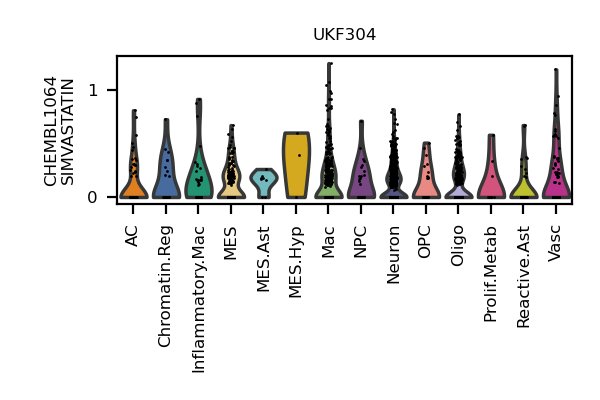 UKF304
CHEMBL1064
SIMVASTATIN
1
0
AC
Chromatin.Reg
Inflammatory.Mac
MES
MES.Ast
MES.Hyp
Mac
NPC
Neuron
OPC
Oligo
Prolif.Metab
Reactive.Ast
Vasc